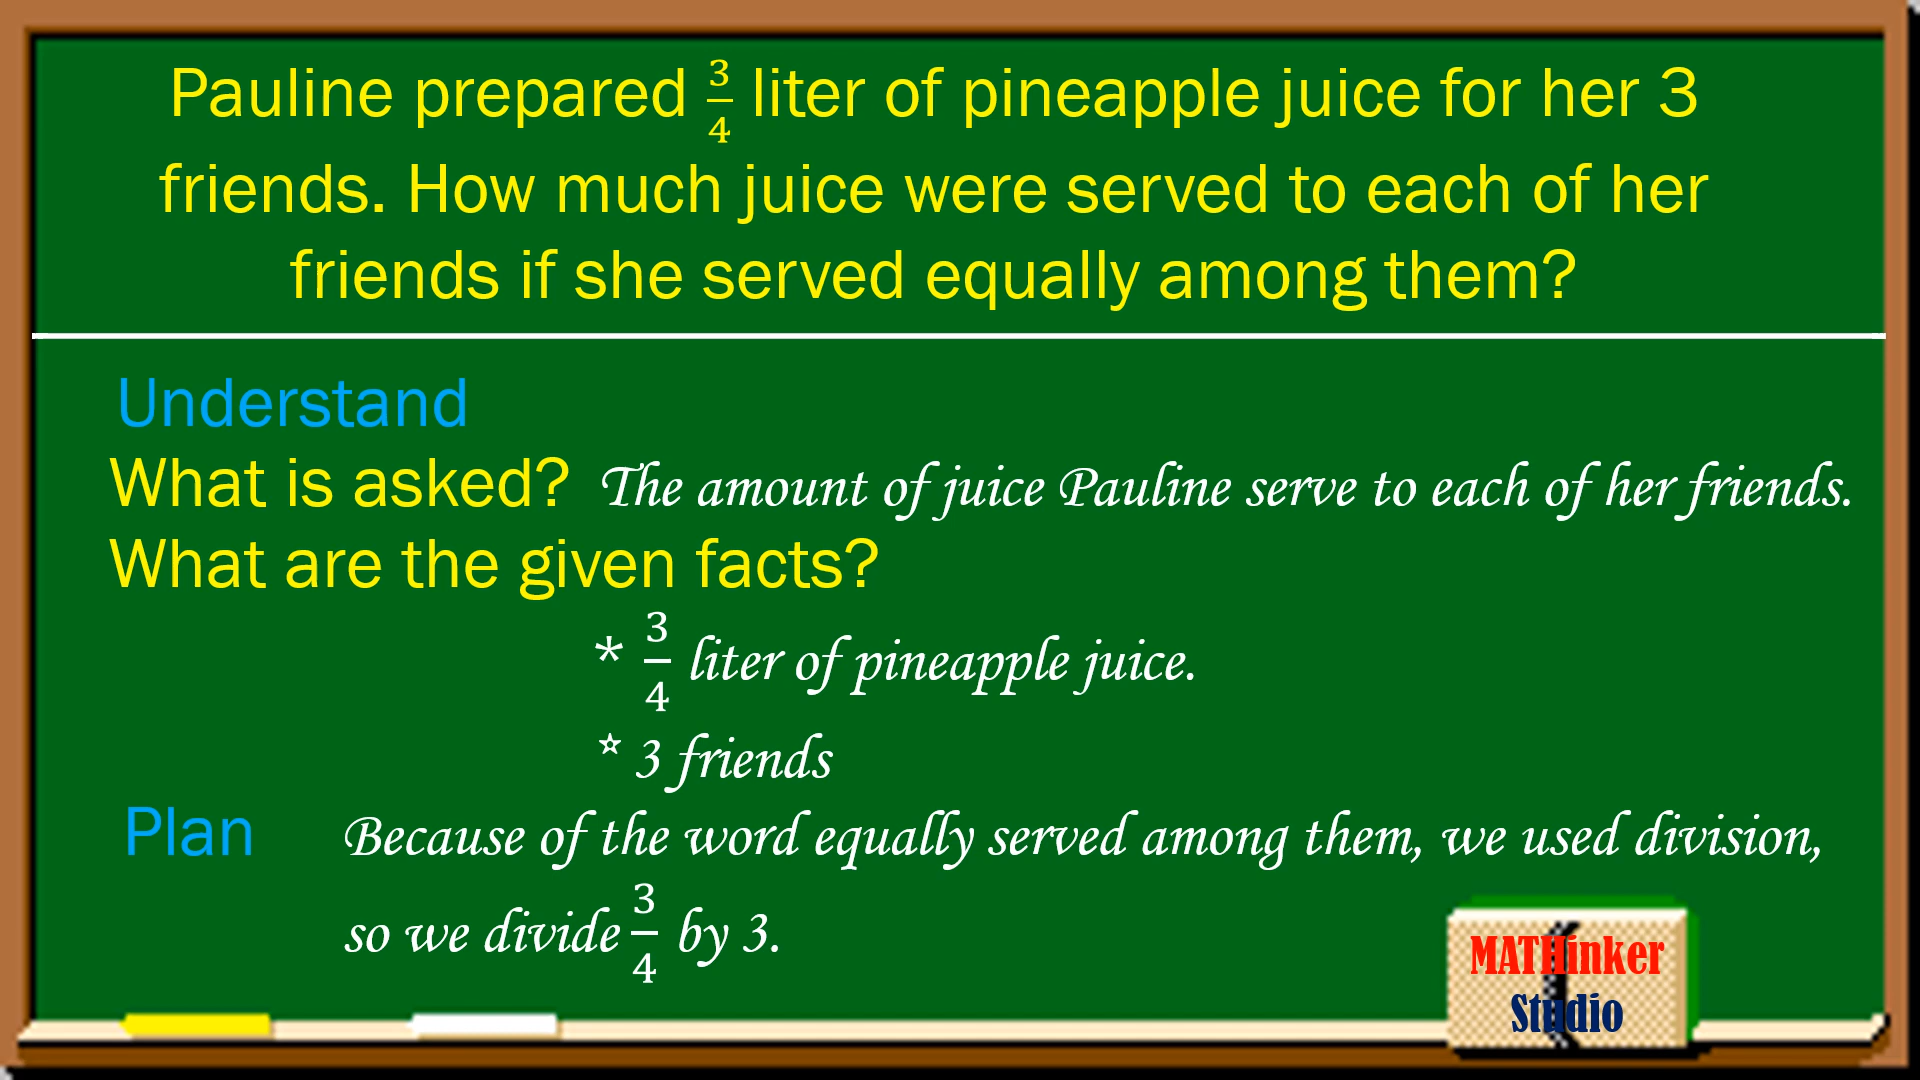 Pauline prepared 3/4 liter of pineapple juice for her 3
friends. How much juice were served to each of her
friends if she served equally among them?
Understand
What is asked? The amount of juice Pauline serve to each of her friends.
What are the given facts?
* 3/4 liter of pineapple juice.
* 3 friends
Plan Because of the word equally served among them, we used division,
so we divide 3/4 by 3.
MATHinker
Studio